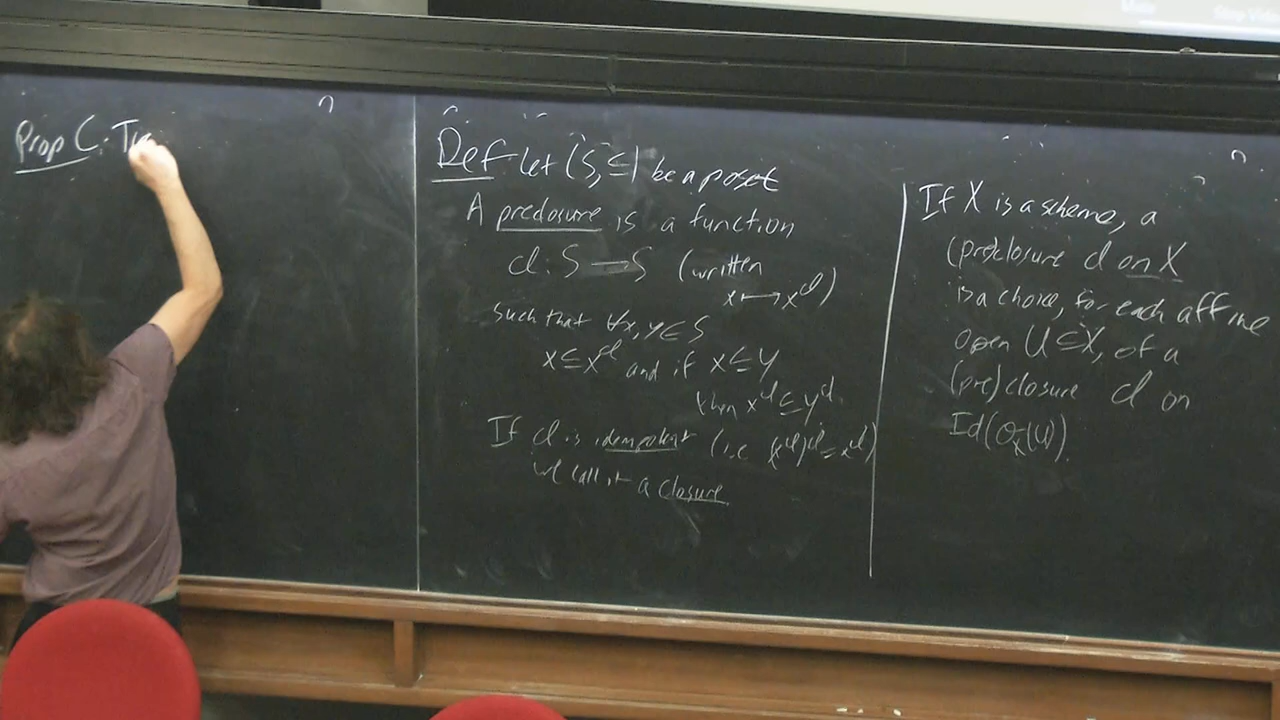 Prop C: Tr
Def Let (S, ≤) be a poset
A preclosure is a function
cl: S → S (written
x ⟼ x^cl)
such that ∀x, y ∈ S
x ≤ x^cl and if x ≤ y
then x^cl ≤ y^cl.
If cl is idempotent (i.e. (x^cl)^cl = x^cl)
we call it a closure.
If X is a scheme, a
(pre)closure cl on X
is a choice, for each affine
open U ⊆ X, of a
(pre)closure cl on
Id(O_X(U)).